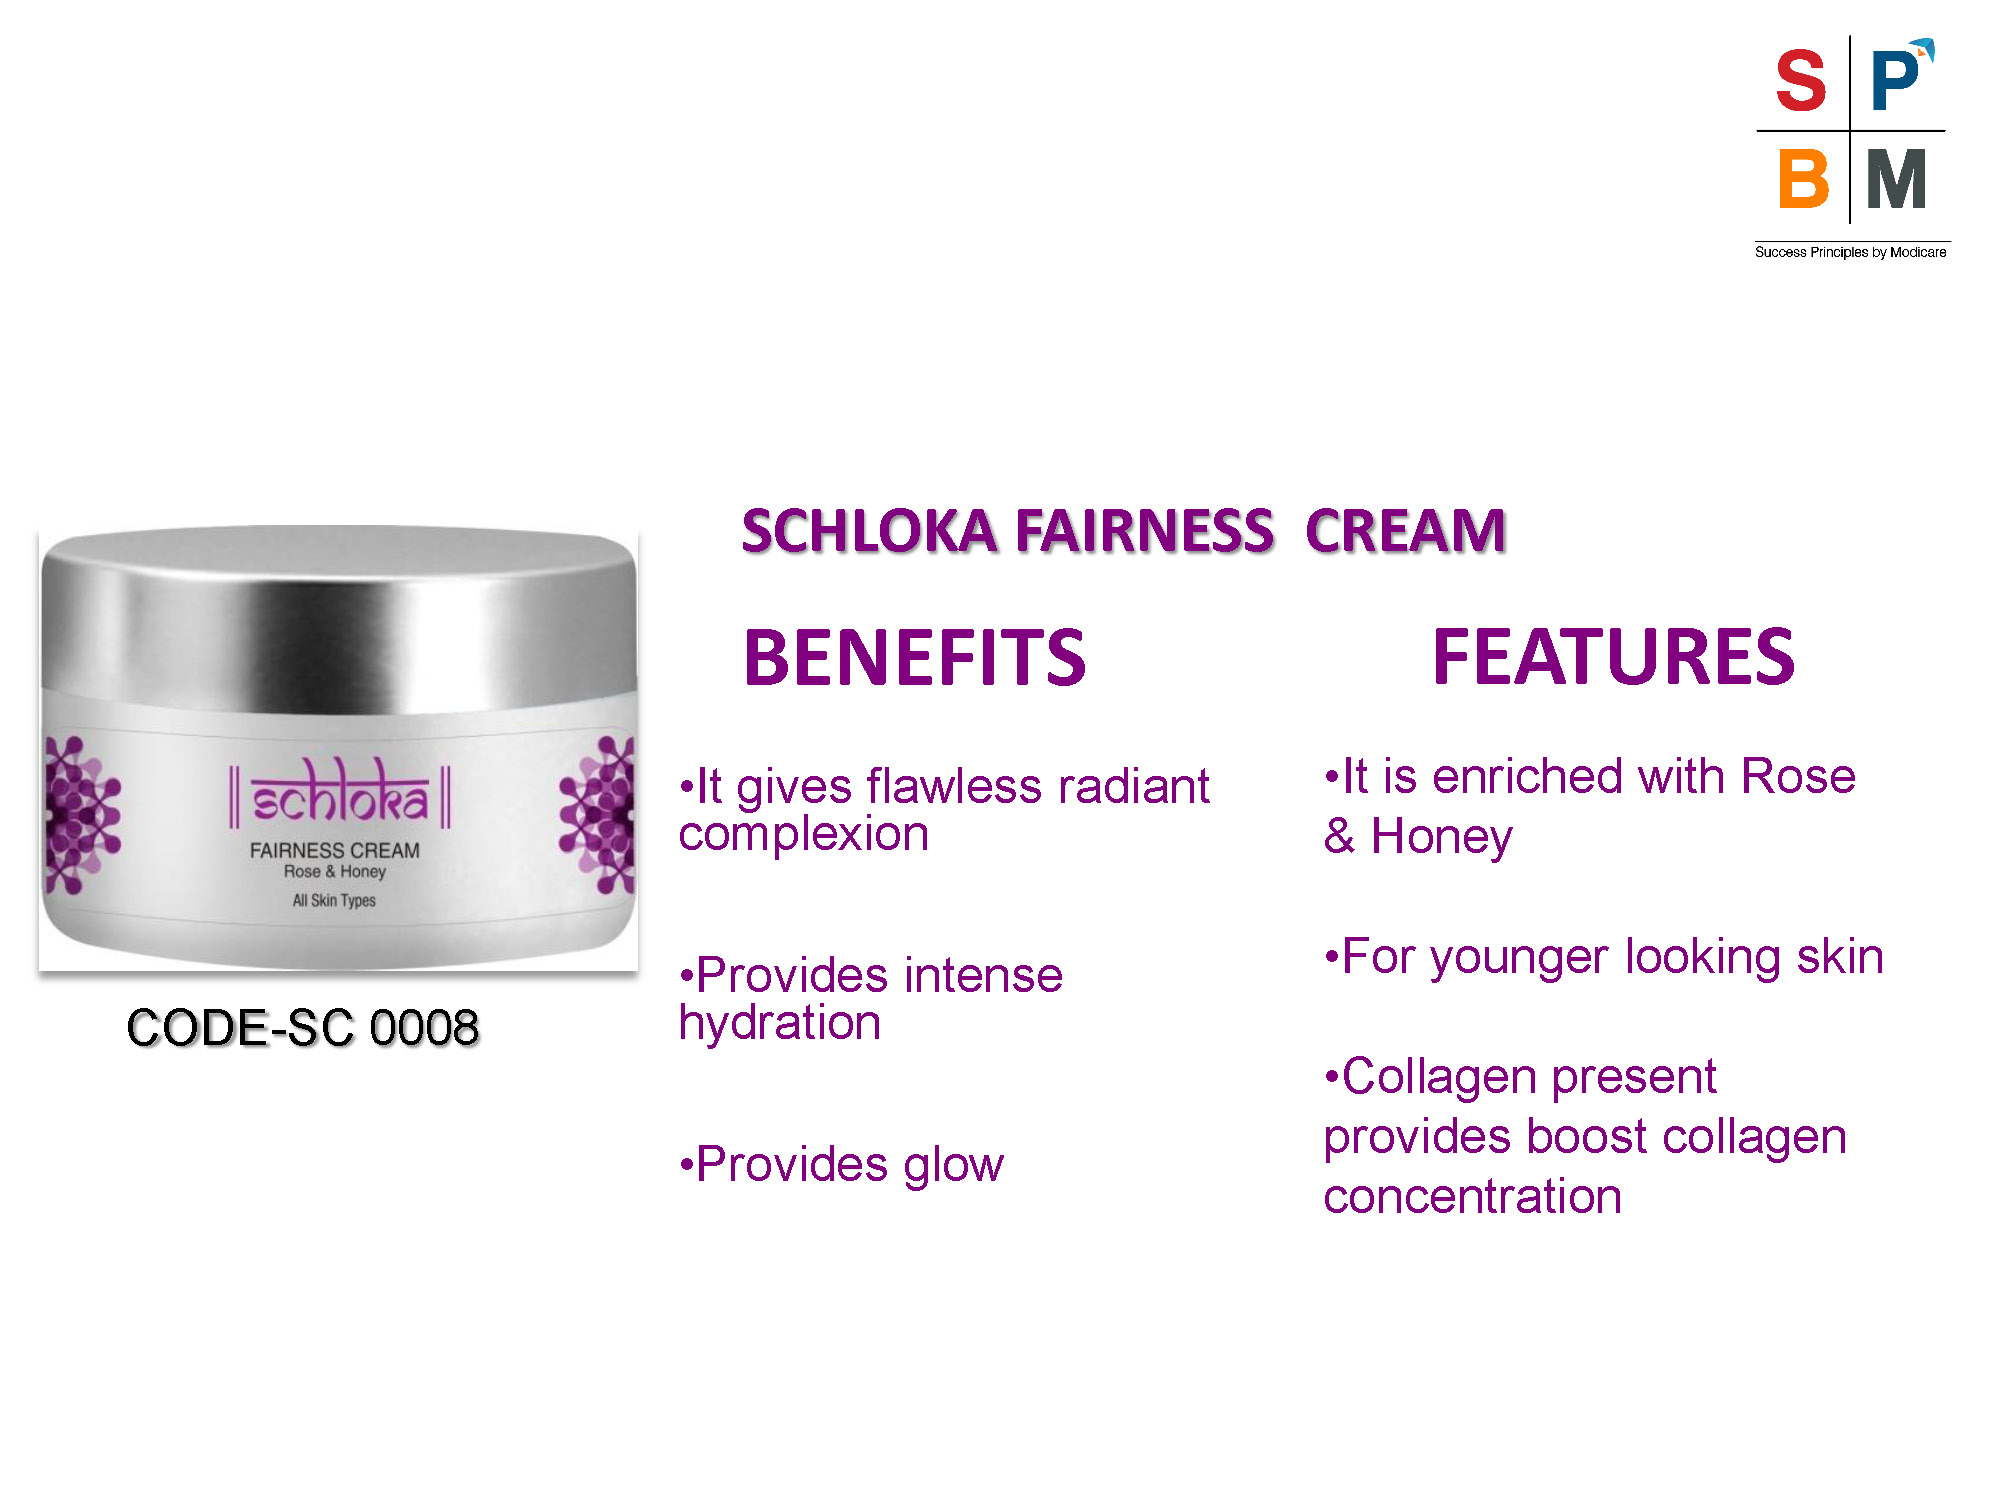 S P
B M
Success Principles by Modicare
SCHLOKA FAIRNESS CREAM
schloka
FAIRNESS CREAM
Rose & Honey
All Skin Types
CODE-SC 0008
BENEFITS
•It gives flawless radiant
complexion
•Provides intense
hydration
•Provides glow
FEATURES
•It is enriched with Rose
& Honey
•For younger looking skin
•Collagen present
provides boost collagen
concentration